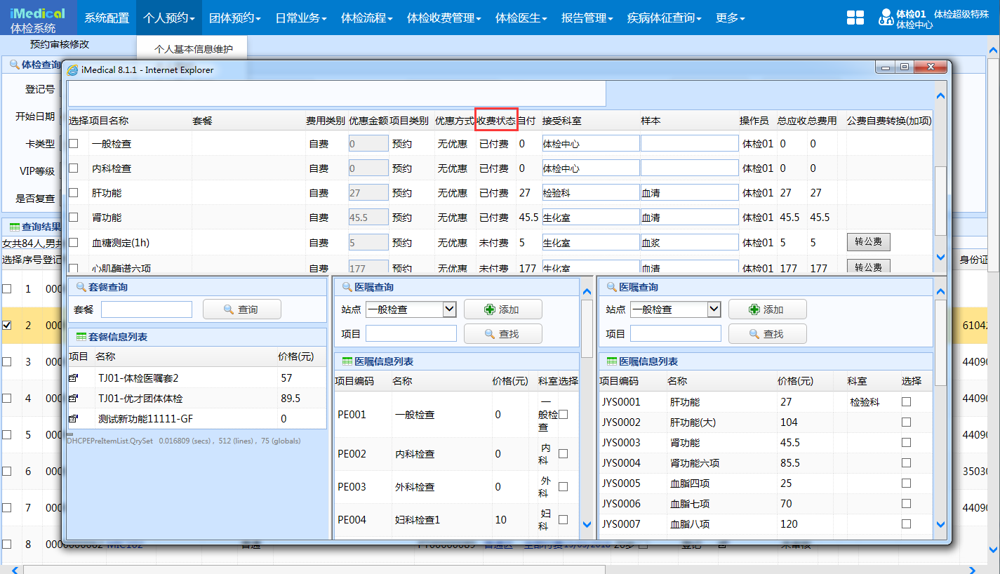 iMedical
体检系统
系统配置 个人预约 团体预约 日常业务 体检流程 体检收费管理 体检医生 报告管理 疾病体征查询 更多
体检01 体检超级特殊
体检中心
预约审核修改
个人基本信息维护
体检查询
登记号
开始日期
卡类型
VIP等级
是否复查
查询结果
女共84人,男共
选择 序号 登记
身份证
1 000
2 000 61042
3 000 44090
4 000 44090
5 000 44090
6 000 35030
7 000 44090
8
iMedical 8.1.1 - Internet Explorer
选择 项目名称 套餐 费用类别 优惠金额 项目类别 优惠方式 收费状态 自付 接受科室 样本 操作员 总应收 总费用 公费自费转换(加项)
一般检查 自费 0 预约 无优惠 已付费 0 体检中心 体检01 0 0
内科检查 自费 0 预约 无优惠 已付费 0 体检中心 体检01 0 0
肝功能 自费 27 预约 无优惠 已付费 27 检验科 血清 体检01 27 27
肾功能 自费 45.5 预约 无优惠 已付费 45.5 生化室 血清 体检01 45.5 45.5
血糖测定(1h) 自费 5 预约 无优惠 未付费 5 生化室 血浆 体检01 5 5 转公费
心肌酶谱六项 自费 177 预约 无优惠 未付费 177 生化室 血清 体检01 177 177 转公费
套餐查询
套餐 查询
套餐信息列表
项目 名称 价格(元)
TJ01-体检医嘱套2 57
TJ01-优才团体体检 89.5
测试新功能11111-GF 0
DHCPEPreItemList.QrySet 0.016809 (secs) , 512 (lines) , 75 (globals)
医嘱查询
站点 一般检查 添加
项目 查找
医嘱信息列表
项目编码 名称 价格(元) 科室 选择
PE001 一般检查 0 一般检查
PE002 内科检查 0 内科
PE003 外科检查 0 外科
PE004 妇科检查1 10 妇科
医嘱查询
站点 一般检查 添加
项目 查找
医嘱信息列表
项目编码 名称 价格(元) 科室 选择
JYS0001 肝功能 27 检验科
JYS0002 肝功能(大) 104
JYS0003 肾功能 45.5
JYS0004 肾功能六项 85.5
JYS0005 血脂四项 25
JYS0006 血脂七项 70
JYS0007 血脂八项 120